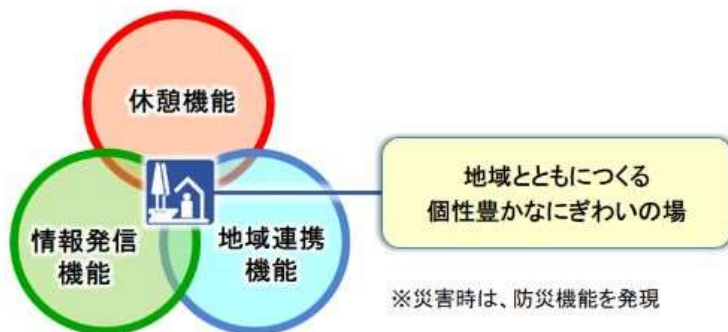 休憩機能
情報発信
機能
地域連携
機能
地域とともにつくる
個性豊かなにぎわいの場
※災害時は、防災機能を発現